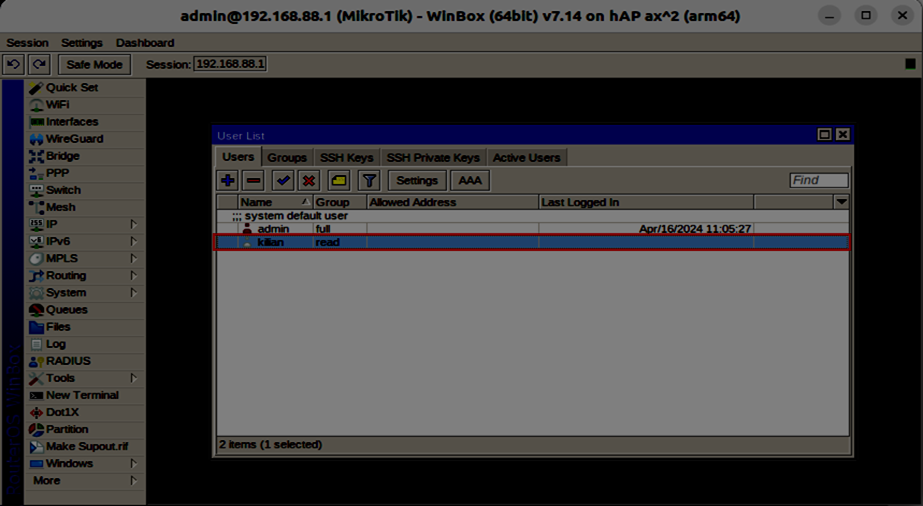 admin@192.168.88.1 (MikroTik) - WinBox (64bit) v7.14 on hAP ax^2 (arm64)
Session Settings Dashboard
Safe Mode Session: 192.168.88.1
Quick Set
WiFi
Interfaces
WireGuard
Bridge
PPP
Switch
Mesh
IP
IPv6
MPLS
Routing
System
Queues
Files
Log
RADIUS
Tools
New Terminal
Dot1X
Partition
Make Supout.rif
Windows
More
User List
Users Groups SSH Keys SSH Private Keys Active Users
Settings AAA Find
Name Group Allowed Address Last Logged In
;;; system default user
admin full Apr/16/2024 11:05:27
kilian read
2 items (1 selected)